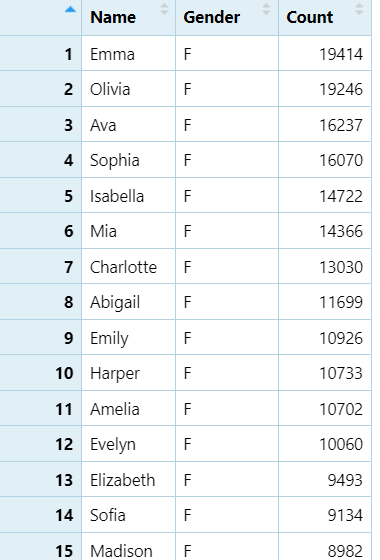 Name Gender Count
1 Emma F 19414
2 Olivia F 19246
3 Ava F 16237
4 Sophia F 16070
5 Isabella F 14722
6 Mia F 14366
7 Charlotte F 13030
8 Abigail F 11699
9 Emily F 10926
10 Harper F 10733
11 Amelia F 10702
12 Evelyn F 10060
13 Elizabeth F 9493
14 Sofia F 9134
15 Madison F 8982